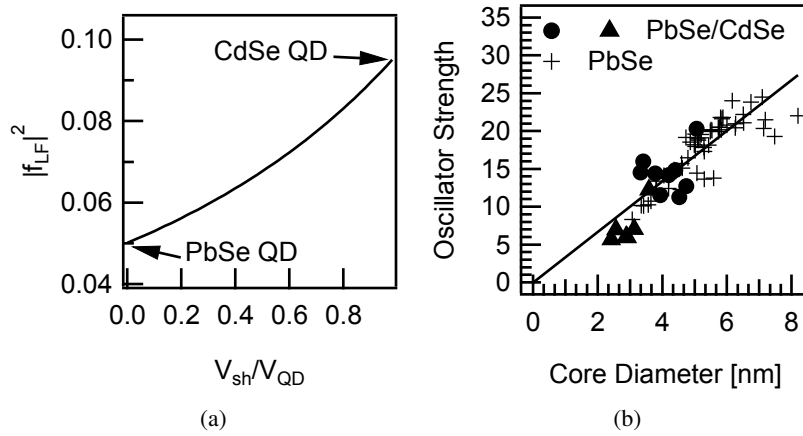 |f_LF|^2
0.10
0.08
0.06
0.04
CdSe QD
PbSe QD
0.0 0.2 0.4 0.6 0.8
V_sh/V_QD
(a)
Oscillator Strength
35
30
25
20
15
10
5
0
PbSe/CdSe
PbSe
0 2 4 6 8
Core Diameter [nm]
(b)